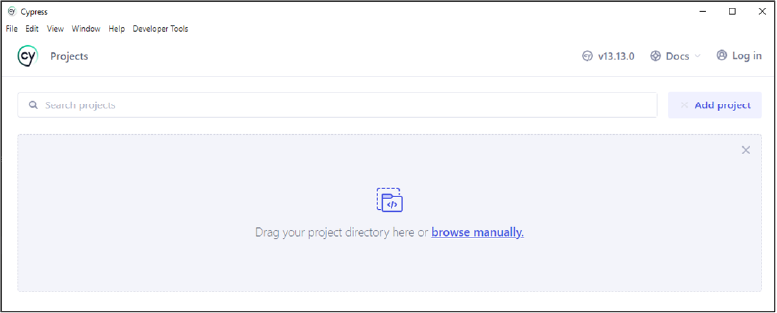 Cypress
File Edit View Window Help Developer Tools
cy Projects v13.13.0 Docs Log in
Search projects Add project
</> 
Drag your project directory here or browse manually.